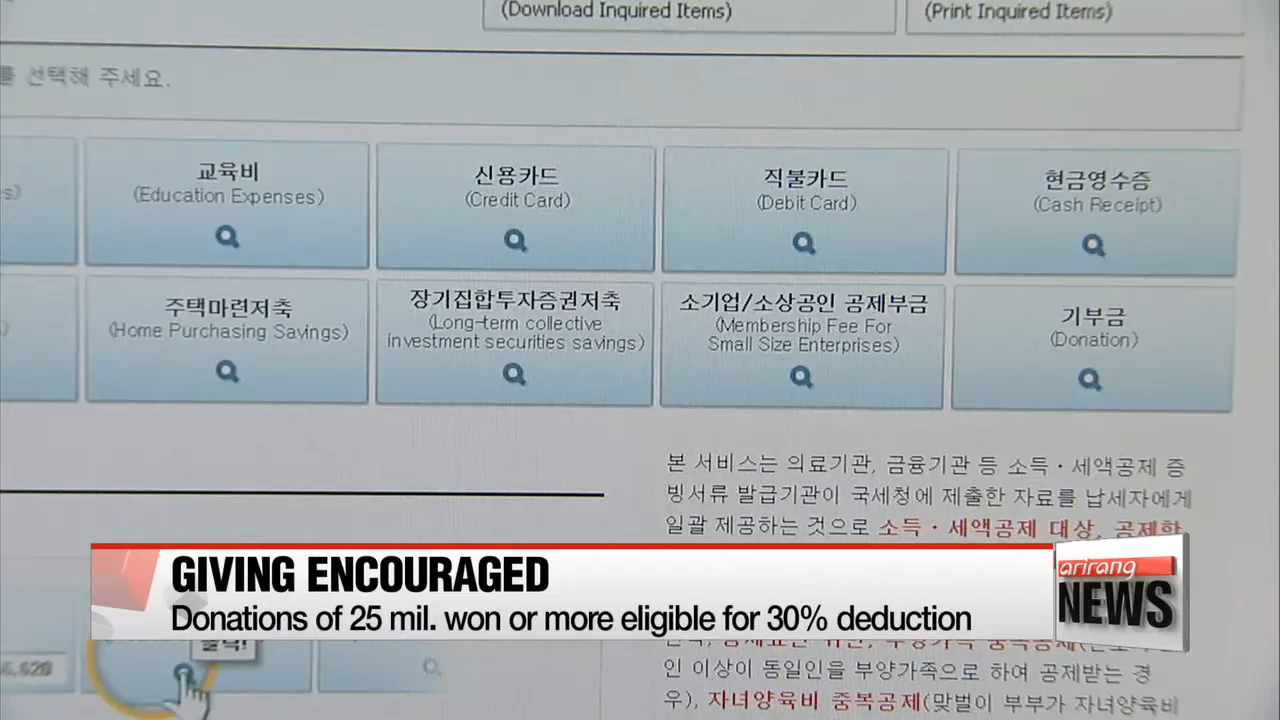 (Download Inquired Items)
(Print Inquired Items)
를 선택해 주세요.
교육비
(Education Expenses)
신용카드
(Credit Card)
직불카드
(Debit Card)
현금영수증
(Cash Receipt)
주택마련저축
(Home Purchasing Savings)
장기집합투자증권저축
(Long-term collective
investment securities savings)
소기업/소상공인 공제부금
(Membership Fee For
Small Size Enterprises)
기부금
(Donation)
본 서비스는 의료기관, 금융기관 등 소득·세액공제 증
빙서류 발급기관이 국세청에 제출한 자료를 납세자에게
일괄 제공하는 것으로 소득·세액공제 대상, 공제한
GIVING ENCOURAGED
Donations of 25 mil. won or more eligible for 30% deduction
arirang
NEWS
인 이상이 동일인을 부양가족으로 하여 공제받는 경
우), 자녀양육비 중복공제(맞벌이 부부가 자녀양육비